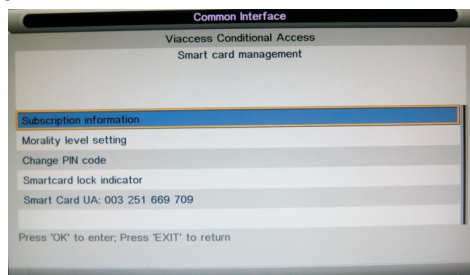 Common Interface
Viaccess Conditional Access
Smart card management
Subscription information
Morality level setting
Change PIN code
Smartcard lock indicator
Smart Card UA: 003 251 669 709
Press 'OK' to enter; Press 'EXIT' to return